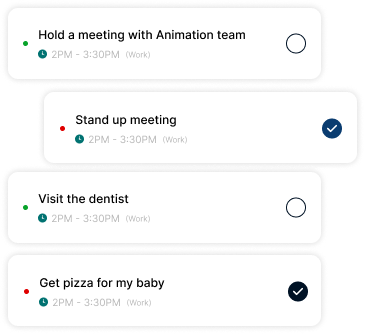 Hold a meeting with Animation team
2PM - 3:30PM (Work)
Stand up meeting
2PM - 3:30PM (Work)
Visit the dentist
2PM - 3:30PM (Work)
Get pizza for my baby
2PM - 3:30PM (Work)